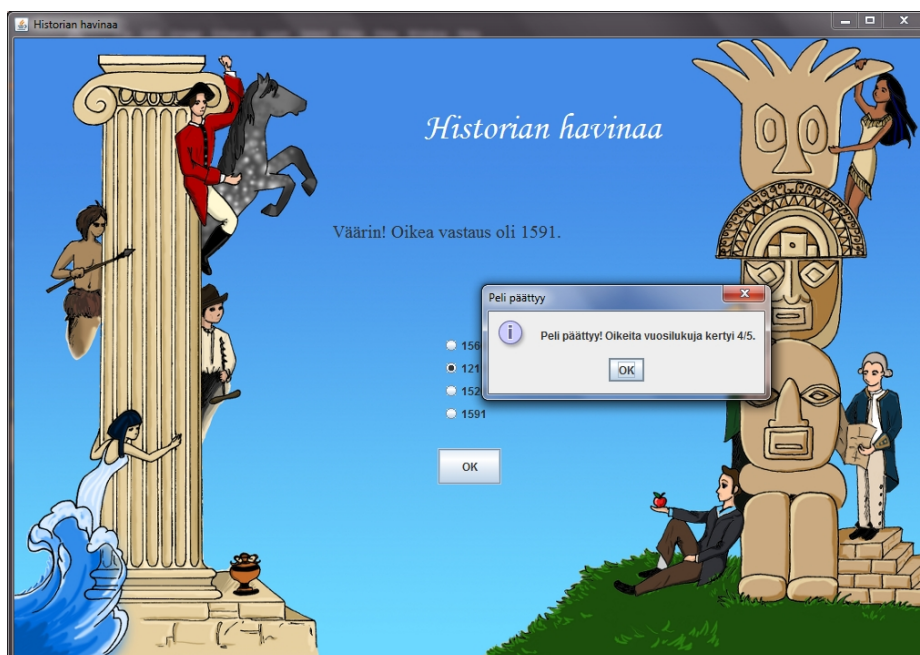 Historian havinaa
Historian havinaa
Väärin! Oikea vastaus oli 1591.
Peli päättyy
Peli päättyy! Oikeita vuosilukuja kertyi 4/5.
OK
1591
OK